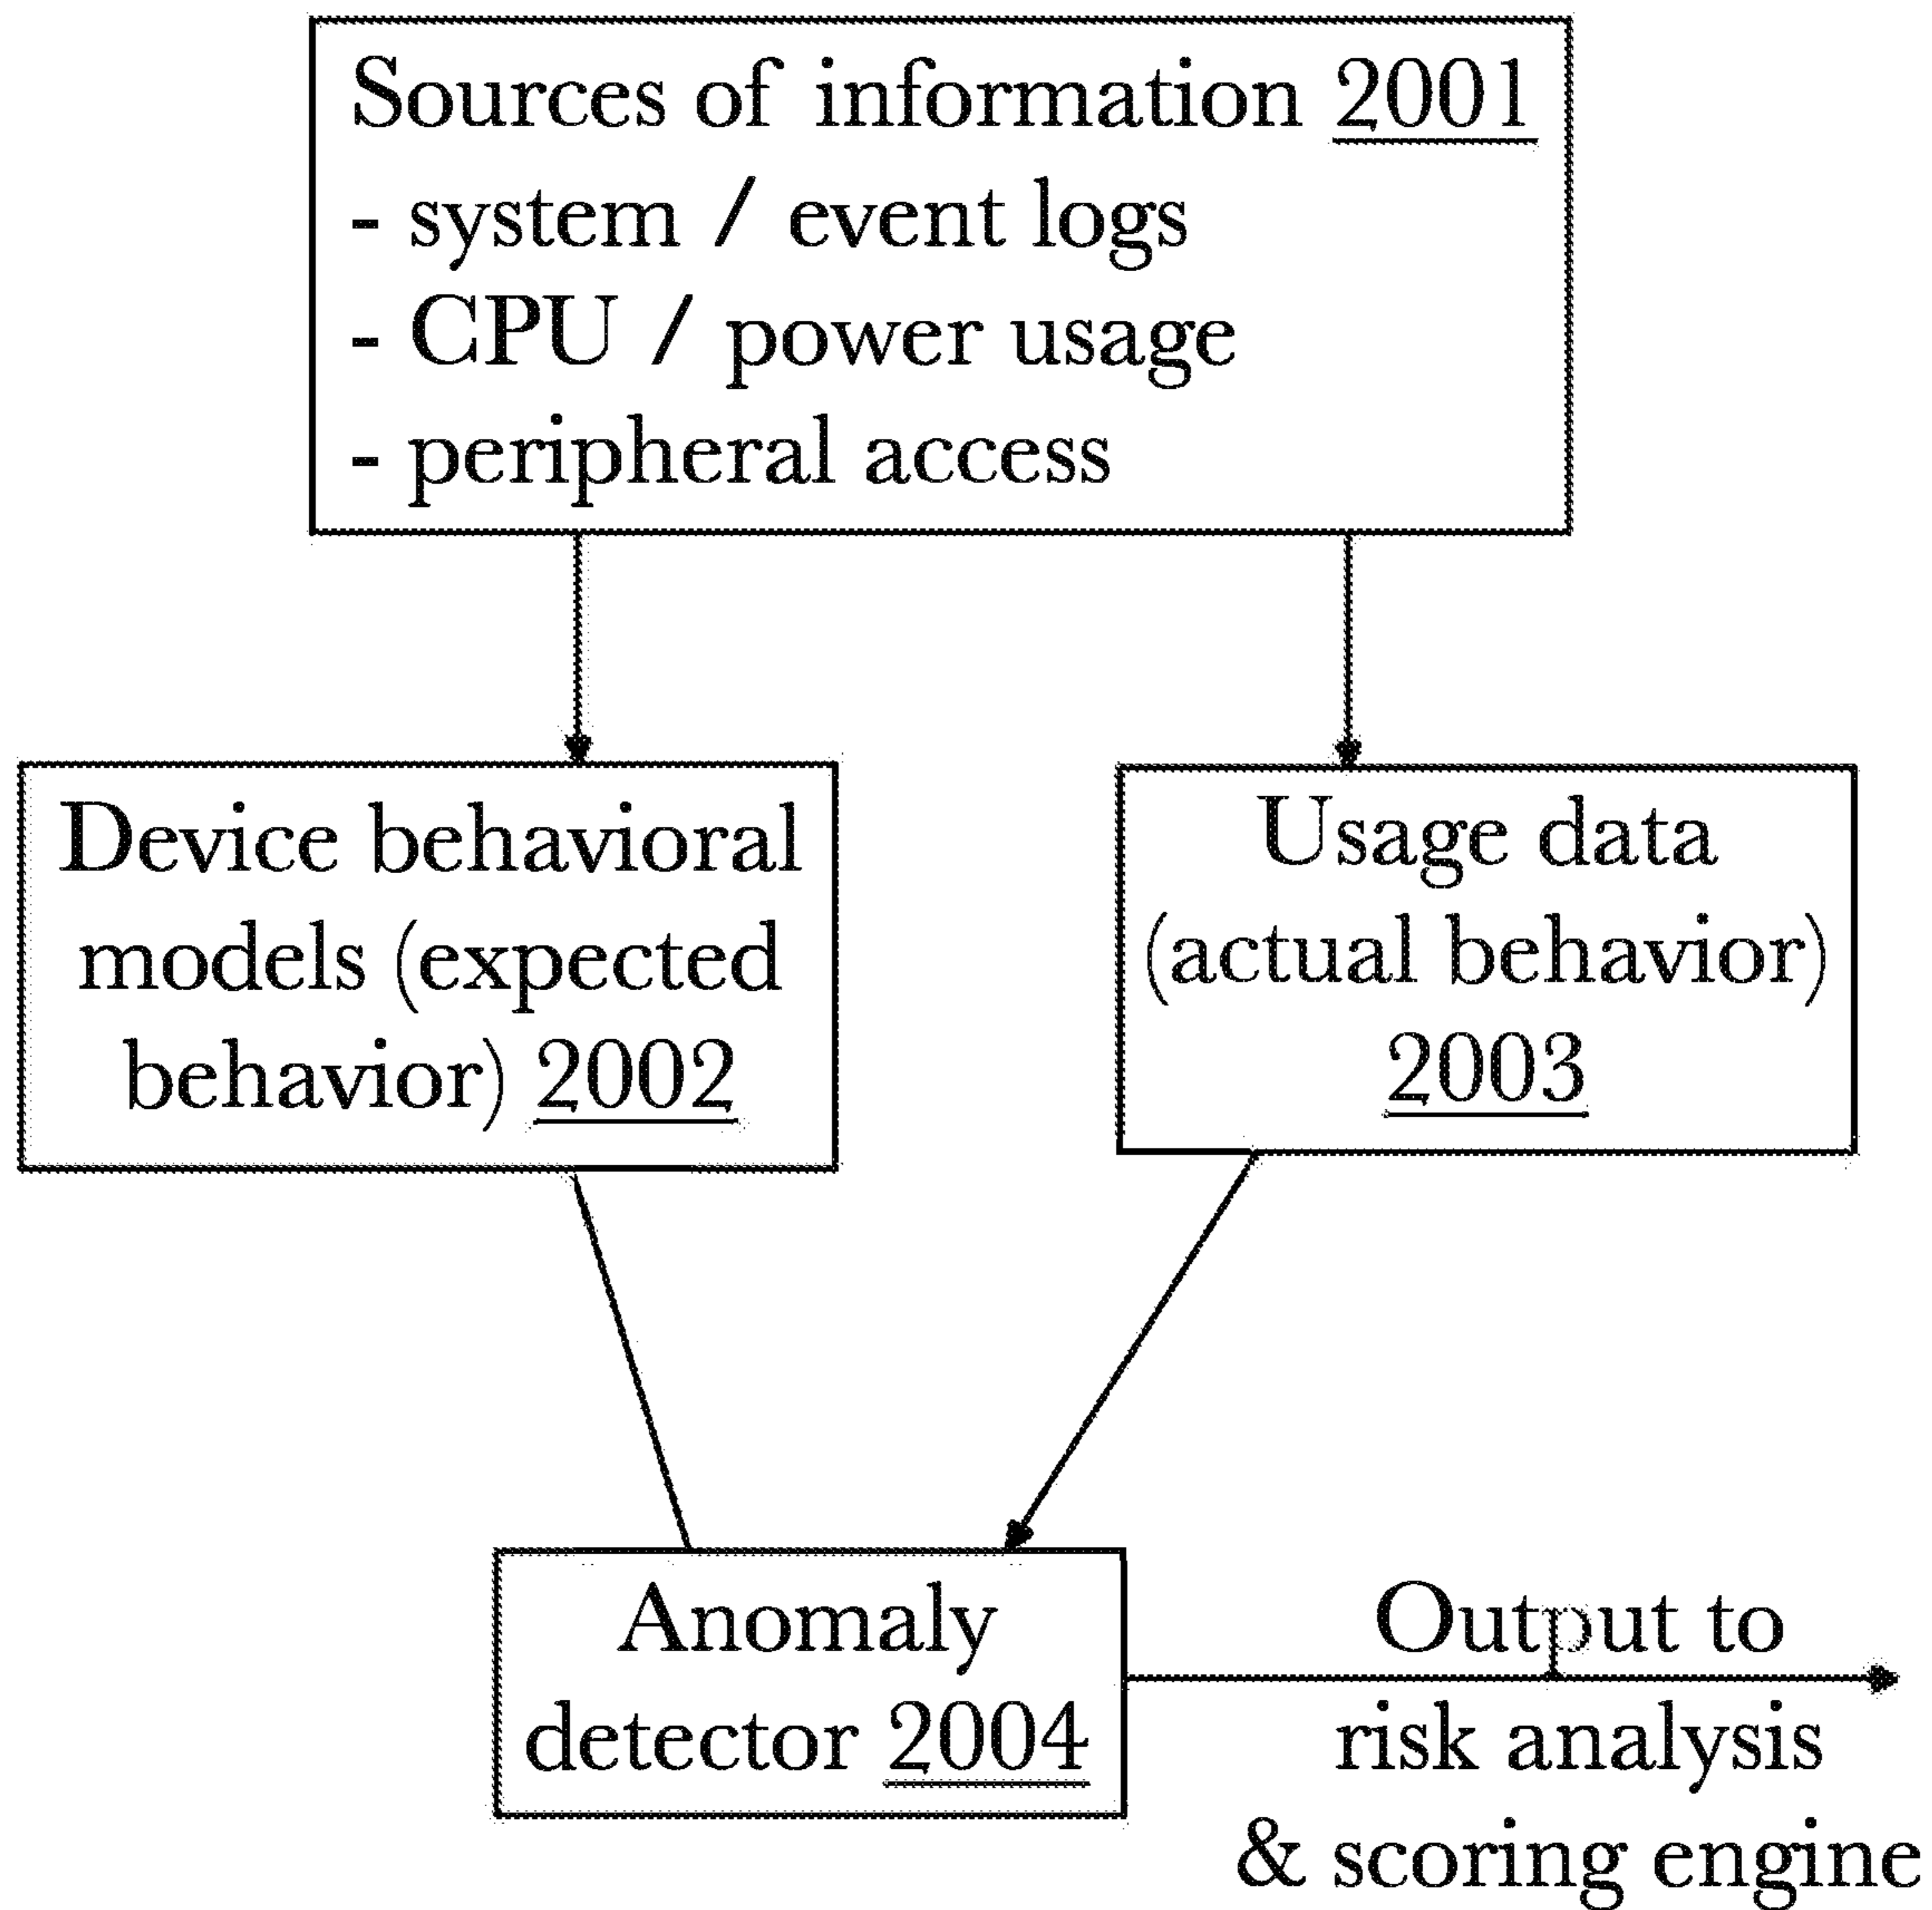 Sources of information 2001
- system / event logs
- CPU / power usage
- peripheral access
Device behavioral
models (expected
behavior) 2002
Usage data
(actual behavior)
2003
Anomaly
detector 2004
Output to
risk analysis
& scoring engine